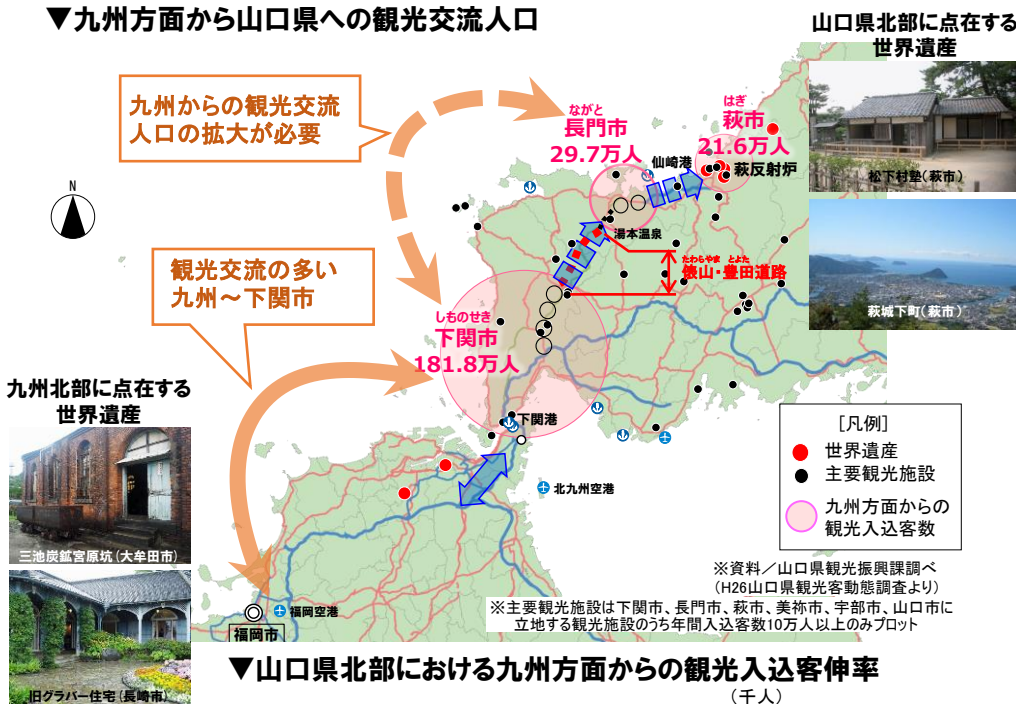 ▼九州方面から山口県への観光交流人口
山口県北部に点在する
世界遺産
九州からの観光交流
人口の拡大が必要
ながと
長門市
29.7万人
はぎ
萩市
21.6万人
仙崎港
萩反射炉
松下村塾(萩市)
N
湯本温泉
たわらやま とよた
俵山・豊田道路
観光交流の多い
九州~下関市
萩城下町(萩市)
しものせき
下関市
181.8万人
九州北部に点在する
世界遺産
下関港
[凡例]
世界遺産
主要観光施設
九州方面からの
観光入込客数
北九州空港
三池炭鉱宮原坑(大牟田市)
※資料/山口県観光振興課調べ
(H26山口県観光客動態調査より)
※主要観光施設は下関市、長門市、萩市、美祢市、宇部市、山口市に
立地する観光施設のうち年間入込客数10万人以上のみプロット
福岡空港
福岡市
旧グラバー住宅(長崎市)
▼山口県北部における九州方面からの観光入込客伸率
(千人)